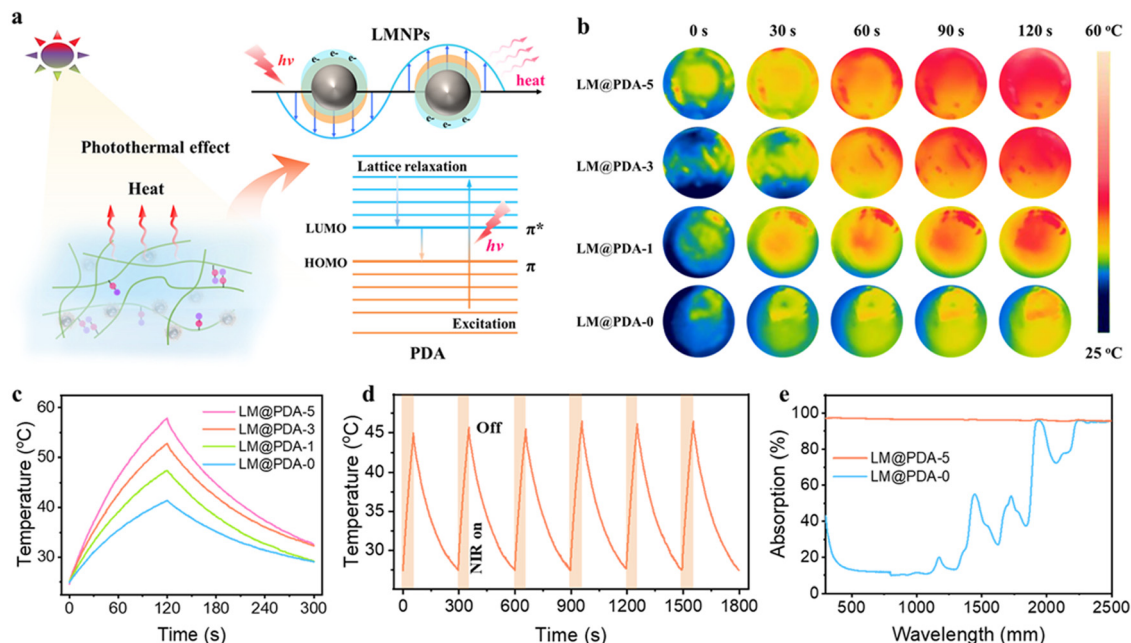 a
LMNPs
hν
e-
e-
e-
heat
e-
e-
e-
Photothermal effect
Heat
Lattice relaxation
LUMO
π*
hν
HOMO
π
Excitation
PDA
b
0 s 30 s 60 s 90 s 120 s 60 °C
LM@PDA-5
LM@PDA-3
LM@PDA-1
LM@PDA-0
25 °C
c
Temperature (°C)
60
50
40
30
LM@PDA-5
LM@PDA-3
LM@PDA-1
LM@PDA-0
0 60 120 180 240 300
Time (s)
d
Temperature (°C)
45
40
35
30
Off
NIR on
0 300 600 900 1200 1500 1800
Time (s)
e
Absorption (%)
100
80
60
40
20
0
LM@PDA-5
LM@PDA-0
500 1000 1500 2000 2500
Wavelength (mm)